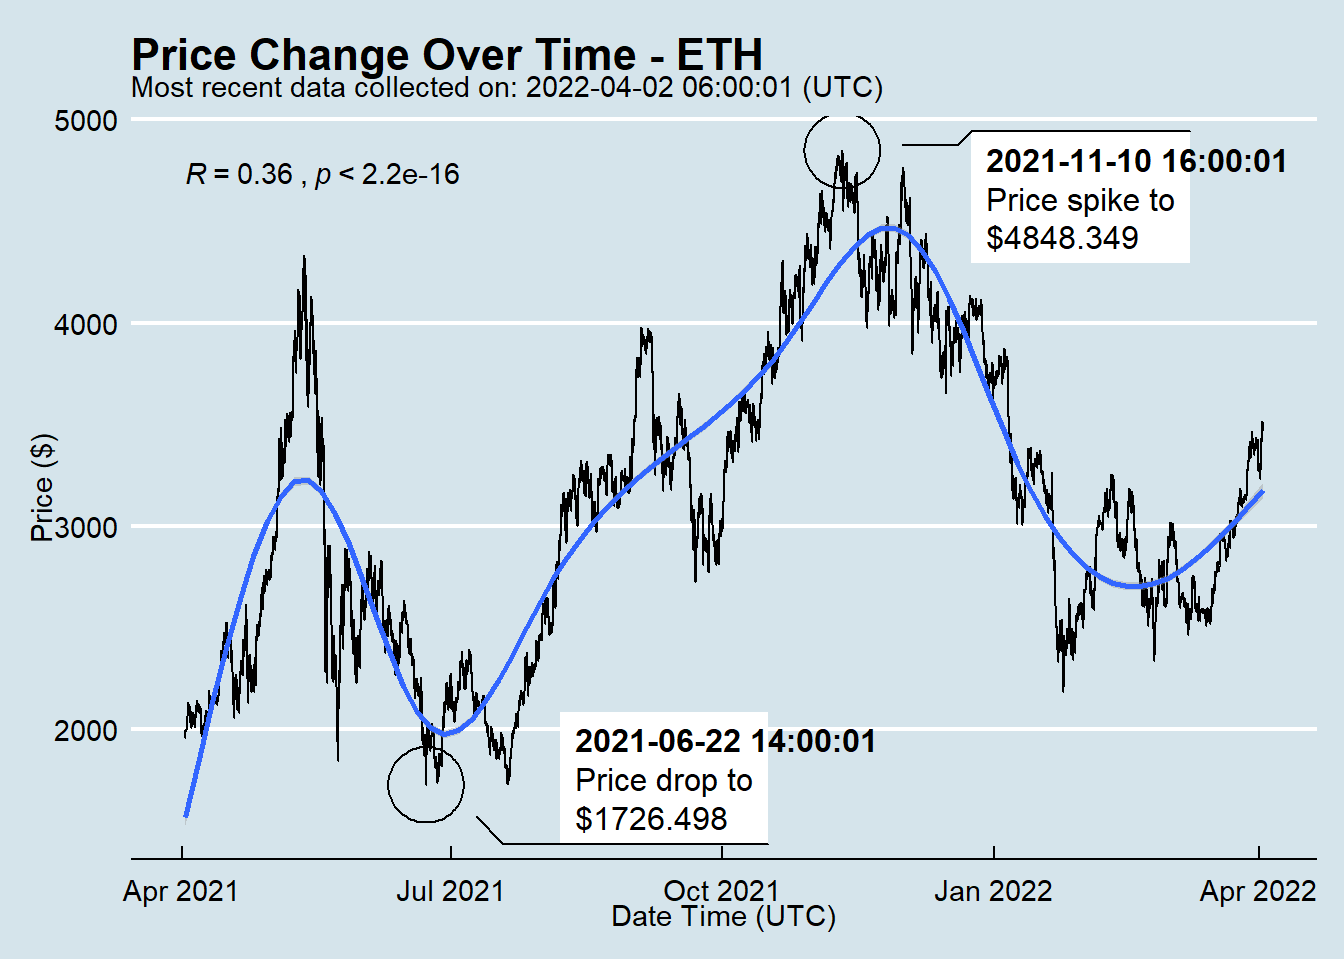 Price Change Over Time - ETH
Most recent data collected on: 2022-04-02 06:00:01 (UTC)
5000
R = 0.36 , p < 2.2e-16
2021-11-10 16:00:01
Price spike to
$4848.349
4000
Price ($)
3000
2000
2021-06-22 14:00:01
Price drop to
$1726.498
Apr 2021
Jul 2021
Oct 2021
Jan 2022
Apr 2022
Date Time (UTC)